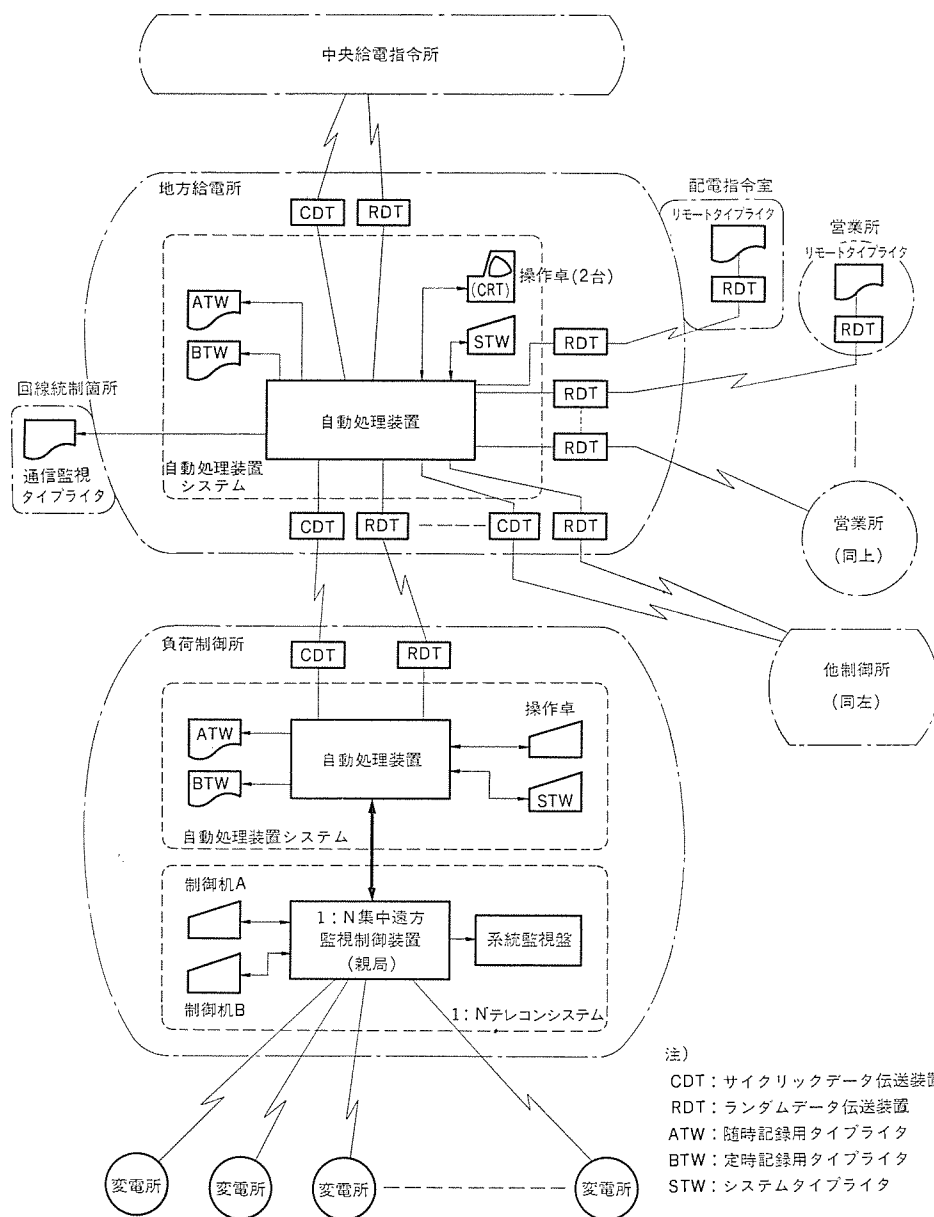 中央給電指令所
地方給電所
CDT
RDT
配電指令室
リモートタイプライタ
RDT
営業所
リモートタイプライタ
RDT
ATW
BTW
(CRT)
操作卓(2台)
STW
RDT
RDT
RDT
回線統制箇所
通信監視
タイプライタ
自動処理装置
自動処理装置
システム
CDT
RDT
CDT
RDT
営業所
(同上)
負荷制御所
CDT
RDT
他制御所
(同左)
ATW
BTW
自動処理装置
操作卓
STW
自動処理装置システム
制御机A
制御机B
1:N集中遠方
監視制御装置
(親局)
系統監視盤
1:Nテレコンシステム
変電所
変電所
変電所
変電所
注)
CDT:サイクリックデータ伝送装置
RDT:ランダムデータ伝送装置
ATW:随時記録用タイプライタ
BTW:定時記録用タイプライタ
STW:システムタイプライタ